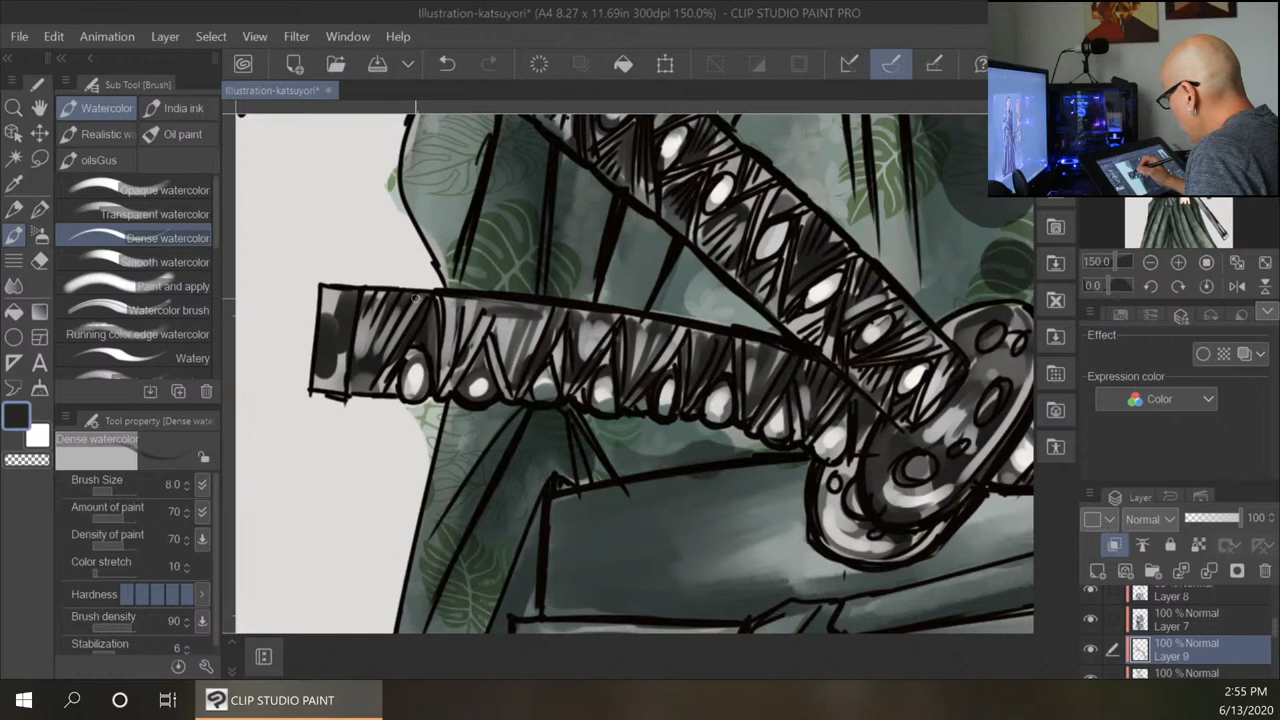 Illustration-katsuyori* (A4 8.27 x 11.69in 300dpi 150.0%) - CLIP STUDIO PAINT PRO
File Edit Animation Layer Select View Filter Window Help
Sub Tool [Brush]
Illustration-katsuyori*
Watercolor India ink
Realistic w Oil paint
oilsGus
Opaque watercolor
Transparent watercolor
Dense watercolor
Smooth watercolor
Paint and apply
Watercolor brush
Running color edge watercolor
Watery
Tool property [Dense wate
Dense watercolor
Brush Size 8.0
Amount of paint 70
Density of paint 70
Color stretch 10
Hardness
Brush density 90
Stabilization 6
150.0
0.0
Effect
Expression color
Color
Layer
Normal 100
Layer 8
100 % Normal
Layer 7
100 % Normal
Layer 9
100 % Normal
CLIP STUDIO PAINT
2:55 PM
6/13/2020